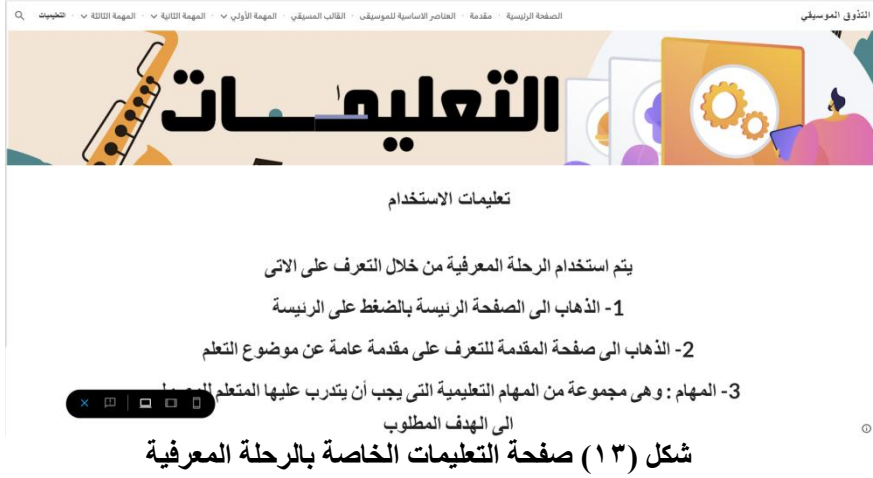 التذوق الموسيقي
الصفحة الرئيسية مقدمة العناصر الاساسية للموسيقى القالب المسيقي المهمة الأولي المهمة الثانية المهمة الثالثة التعليمات
التعليمـــات
تعليمات الاستخدام
يتم استخدام الرحلة المعرفية من خلال التعرف على الاتى
1- الذهاب الى الصفحة الرئيسة بالضغط على الرئيسة
2- الذهاب الى صفحة المقدمة للتعرف على مقدمة عامة عن موضوع التعلم
3- المهام : وهى مجموعة من المهام التعليمية التى يجب أن يتدرب عليها المتعلم
الى الهدف المطلوب
شكل (١٣) صفحة التعليمات الخاصة بالرحلة المعرفية